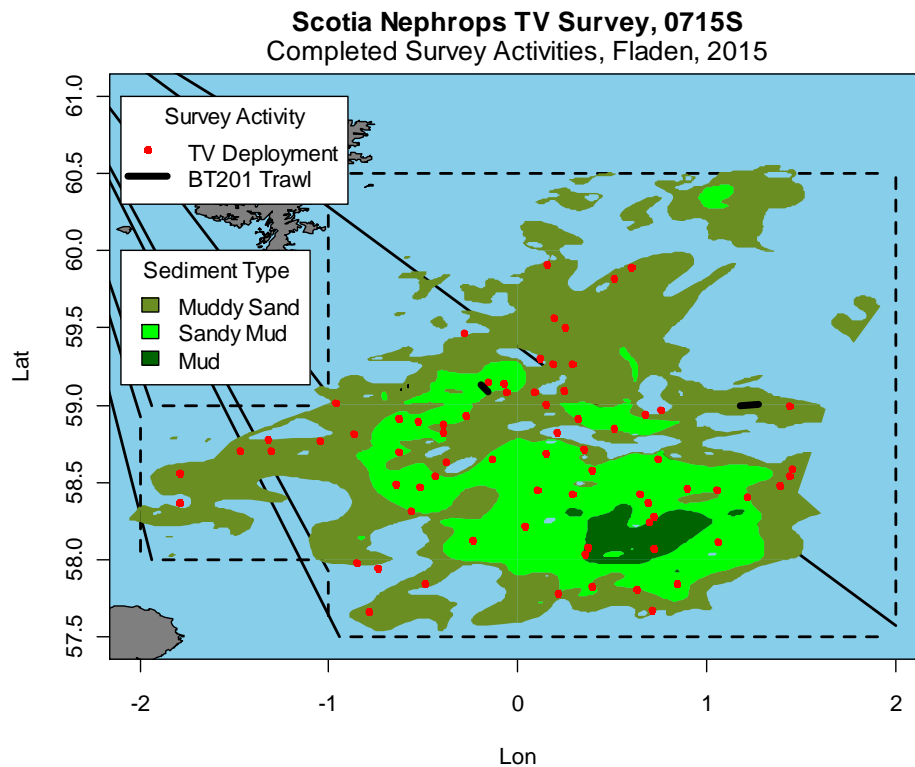 Scotia Nephrops TV Survey, 0715S
Completed Survey Activities, Fladen, 2015
Survey Activity
TV Deployment
BT201 Trawl
Sediment Type
Muddy Sand
Sandy Mud
Mud
Lat
61.0
60.5
60.0
59.5
59.0
58.5
58.0
57.5
-2
-1
0
1
2
Lon